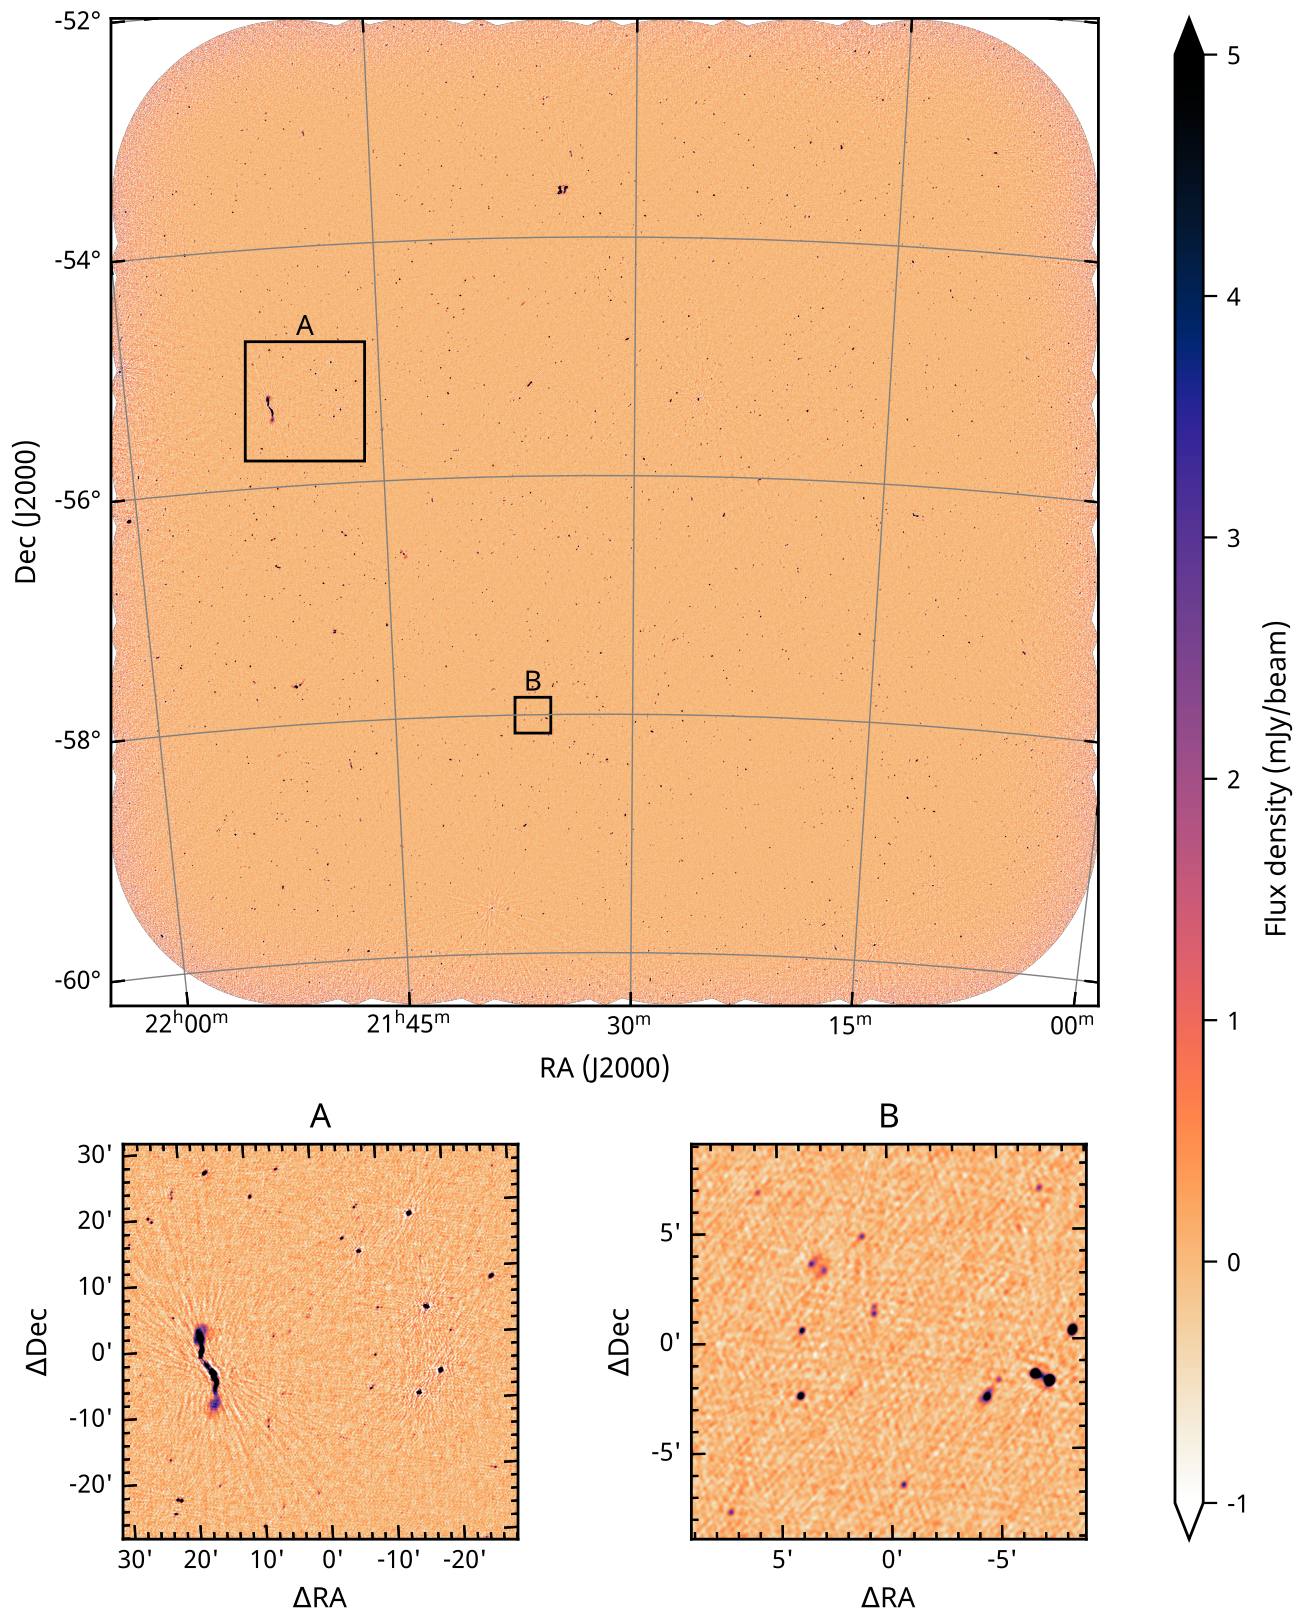 -52°
-54°
-56°
-58°
-60°
Dec (J2000)
A
B
22ʰ00ᵐ 21ʰ45ᵐ 30ᵐ 15ᵐ 00ᵐ
RA (J2000)
5
4
3
2
1
0
-1
Flux density (mJy/beam)
A
30'
20'
10'
0'
-10'
-20'
ΔDec
30' 20' 10' 0' -10' -20'
ΔRA
B
5'
0'
-5'
ΔDec
5' 0' -5'
ΔRA